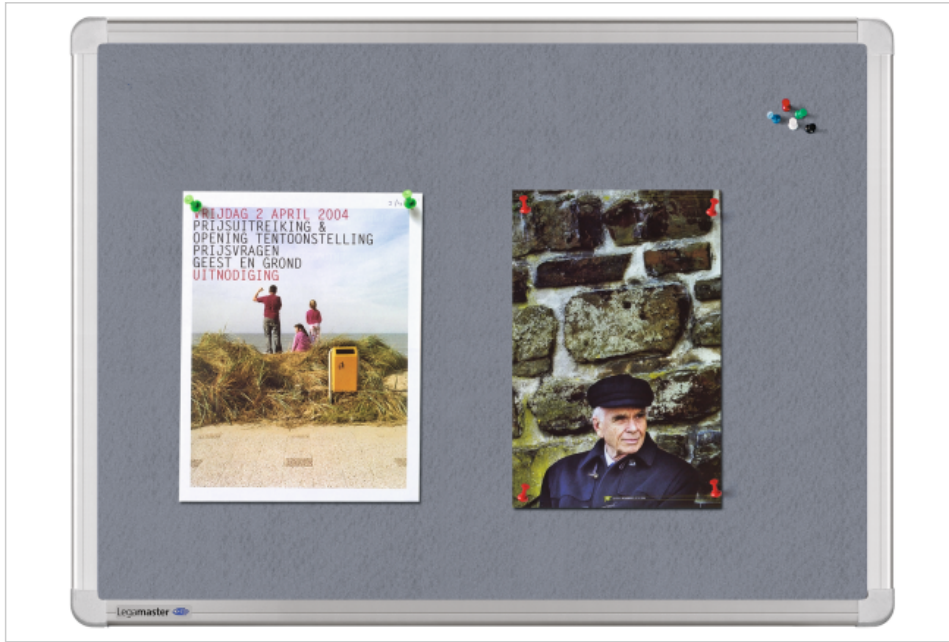 VRIJDAG 2 APRIL 2004
PRIJSUITREIKING &
OPENING TENTOONSTELLING
PRIJSVRAGEN
GEEST EN GROND
UITNODIGING
Legamaster